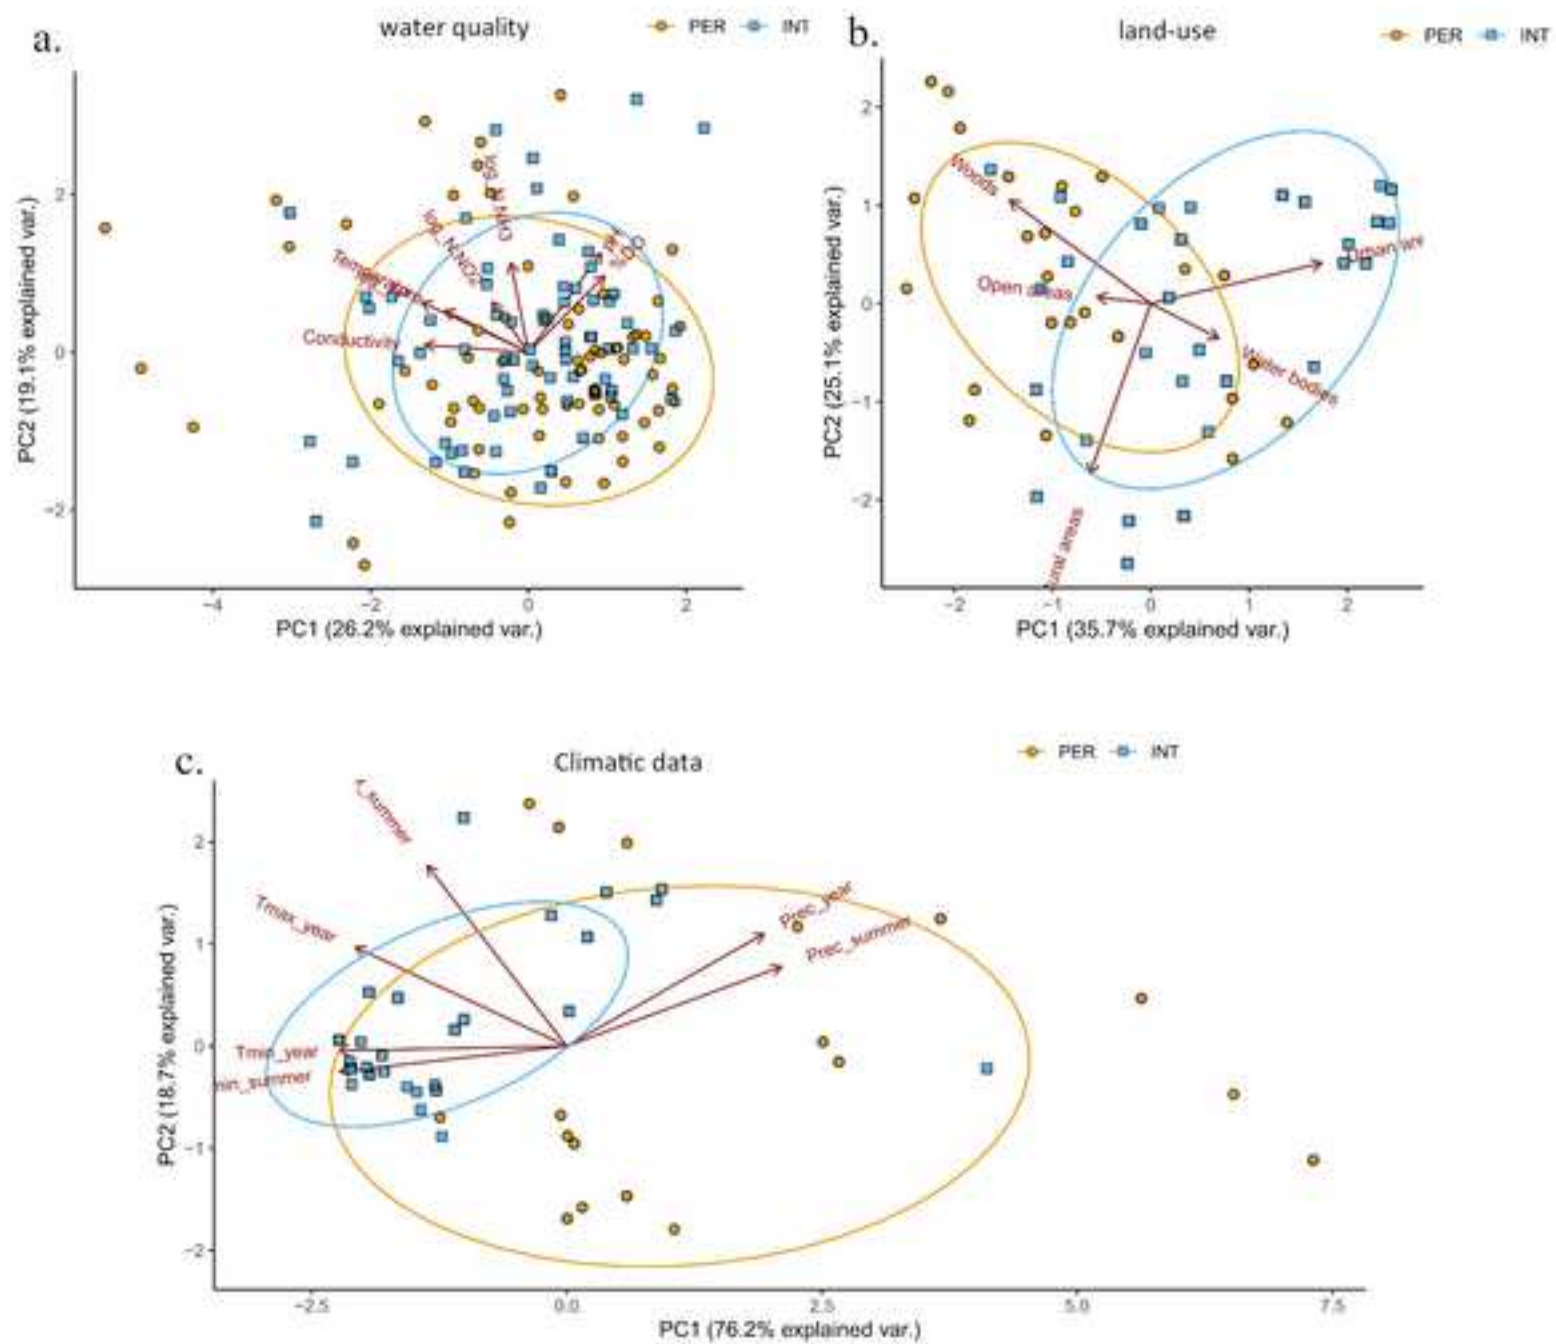 a.
water quality
PER INT
2
0
−2
PC2 (19.1% explained var.)
Conductivity
−4 −2 0 2
PC1 (26.2% explained var.)
b.
land-use
PER INT
2
1
0
−1
−2
PC2 (25.1% explained var.)
Woods
Open areas
Water bodies
ural areas
−2 −1 0 1 2
PC1 (35.7% explained var.)
c.
Climatic data
PER INT
2
1
0
−1
−2
PC2 (18.7% explained var.)
_summer
Tmax_year
Tmin_year
min_summer
Prec_year
Prec_summer
−2.5 0.0 2.5 5.0 7.5
PC1 (76.2% explained var.)